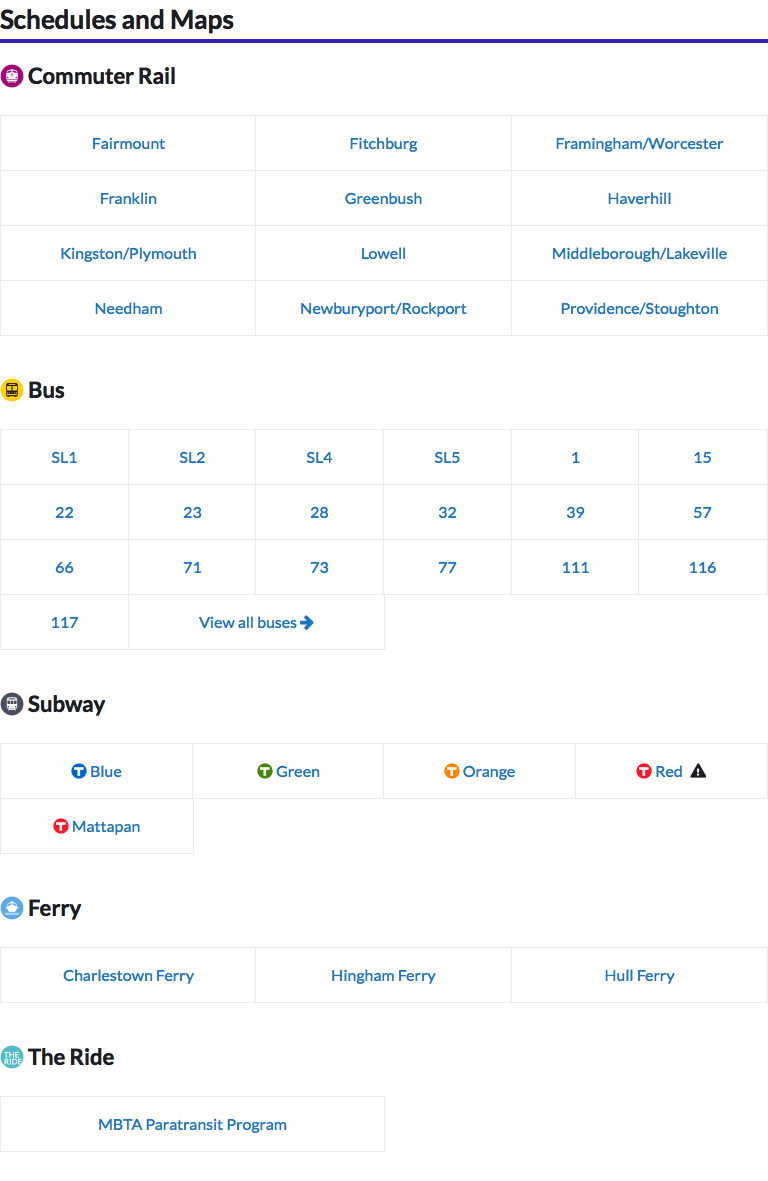 Schedules and Maps
Commuter Rail
Fairmount Fitchburg Framingham/Worcester
Franklin Greenbush Haverhill
Kingston/Plymouth Lowell Middleborough/Lakeville
Needham Newburyport/Rockport Providence/Stoughton
Bus
SL1 SL2 SL4 SL5 1 15
22 23 28 32 39 57
66 71 73 77 111 116
117 View all buses
Subway
T Blue T Green T Orange T Red
T Mattapan
Ferry
Charlestown Ferry Hingham Ferry Hull Ferry
THE RIDE The Ride
MBTA Paratransit Program